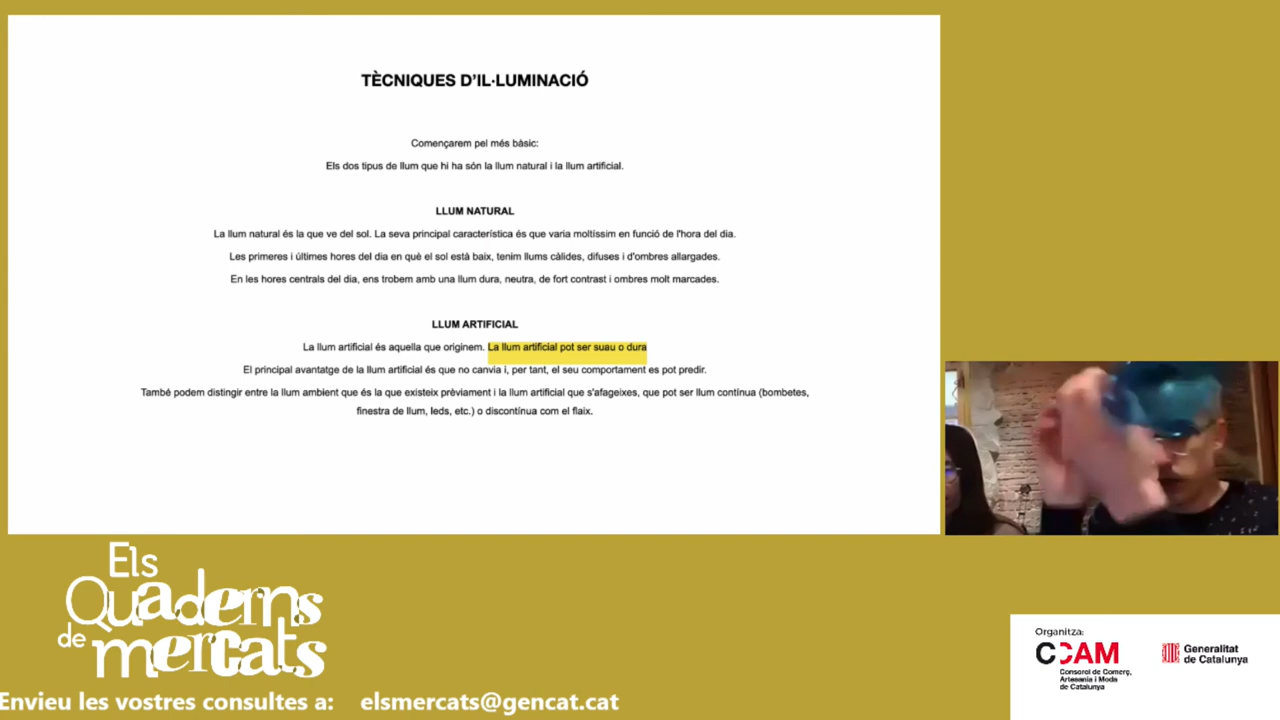 TÈCNIQUES D'IL·LUMINACIÓ
Començarem pel més bàsic:
Els dos tipus de llum que hi ha són la llum natural i la llum artificial.
LLUM NATURAL
La llum natural és la que ve del sol. La seva principal característica és que varia moltíssim en funció de l'hora del dia.
Les primeres i últimes hores del dia en què el sol està baix, tenim llums càlides, difuses i d'ombres allargades.
En les hores centrals del dia, ens trobem amb una llum dura, neutra, de fort contrast i ombres molt marcades.
LLUM ARTIFICIAL
La llum artificial és aquella que originem. La llum artificial pot ser suau o dura
El principal avantatge de la llum artificial és que no canvia i, per tant, el seu comportament es pot predir.
També podem distingir entre la llum ambient que és la que existeix prèviament i la llum artificial que s'afageixes, que pot ser llum contínua (bombetes,
finestra de llum, leds, etc.) o discontínua com el flaix.
Els
Quaderns
de mercats
Envieu les vostres consultes a: elsmercats@gencat.cat
Organitza:
CCAM
Consorci de Comerç,
Artesania i Moda
de Catalunya
Generalitat
de Catalunya